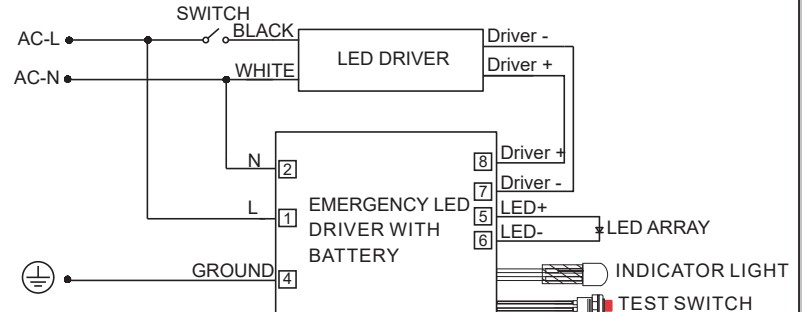 SWITCH
AC-L
BLACK
LED DRIVER
Driver -
AC-N
WHITE
Driver +
N
2
8
Driver +
7
Driver -
L
1
EMERGENCY LED
DRIVER WITH
BATTERY
5
LED+
6
LED-
LED ARRAY
GROUND
4
INDICATOR LIGHT
TEST SWITCH